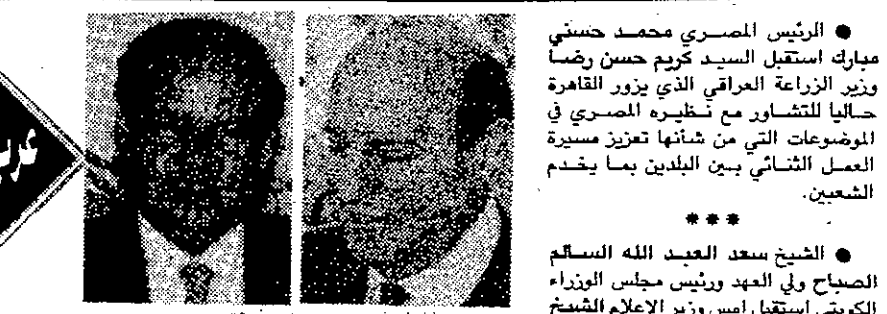 ● الرئيس المصري محمد حسني
مبارك استقبل السيد كريم حسن رضا
وزير الزراعة العراقي الذي يزور القاهرة
حاليا للتشاور مع نظيره المصري في
الموضوعات التي من شأنها تعزيز مسيرة
العمل الثنائي بين البلدين بما يخدم
الشعبين.
***
● الشيخ سعد العبد الله السالم
الصباح ولي العهد ورئيس مجلس الوزراء
الكويتي استقبل امس وزير الاعلام الشيخ